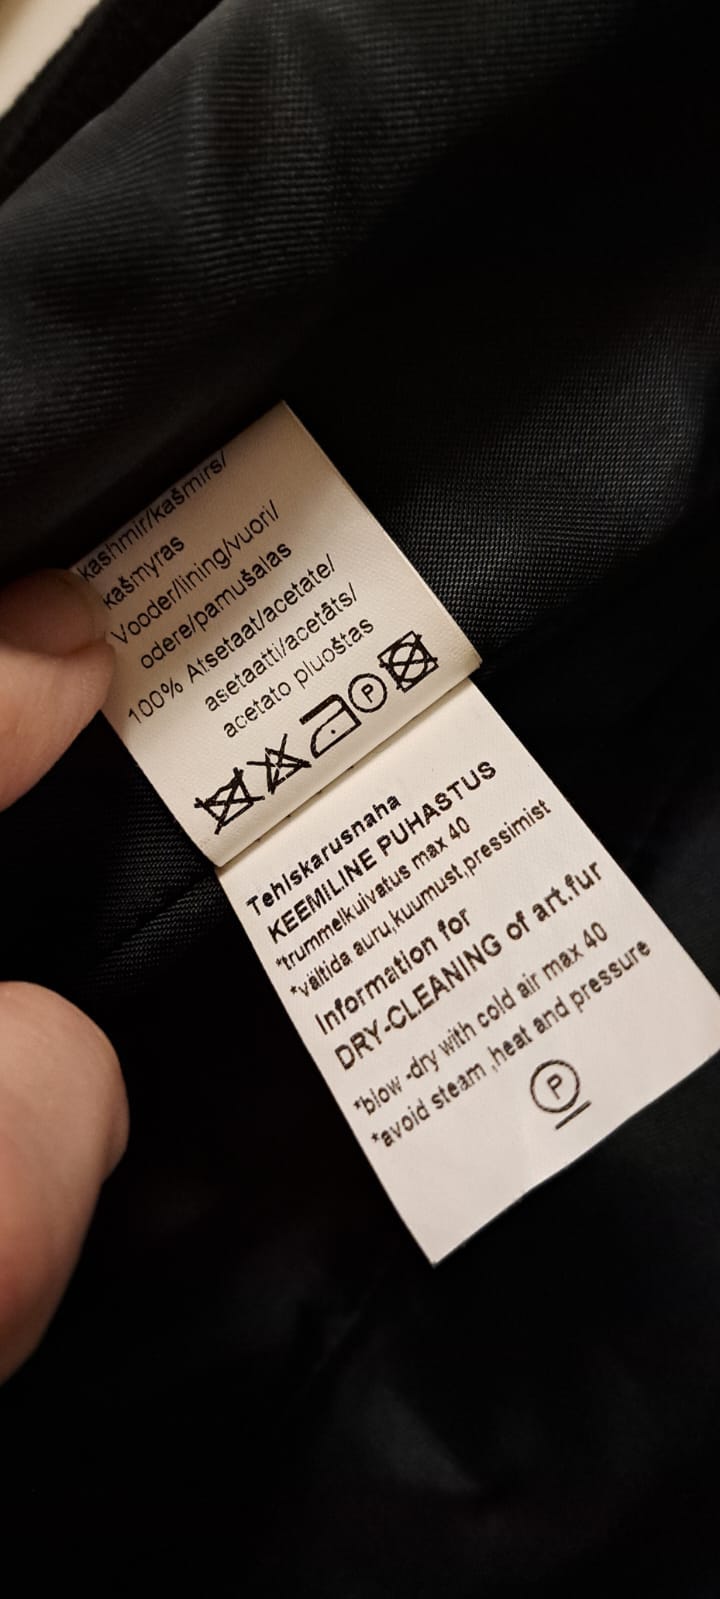 kashmir/kašmirs/
kašmyras
Vooder/lining/vuori/
odere/pamušalas
100% Atsetaat/acetate/
asetaatti/acetāts/
acetato pluoštas
P
Tehiskarusnaha
KEEMILINE PUHASTUS
*trummelkuivatus max 40
*vältida auru,kuumust,pressimist
Information for
DRY-CLEANING of art.fur
*blow -dry with cold air max 40
*avoid steam ,heat and pressure
P